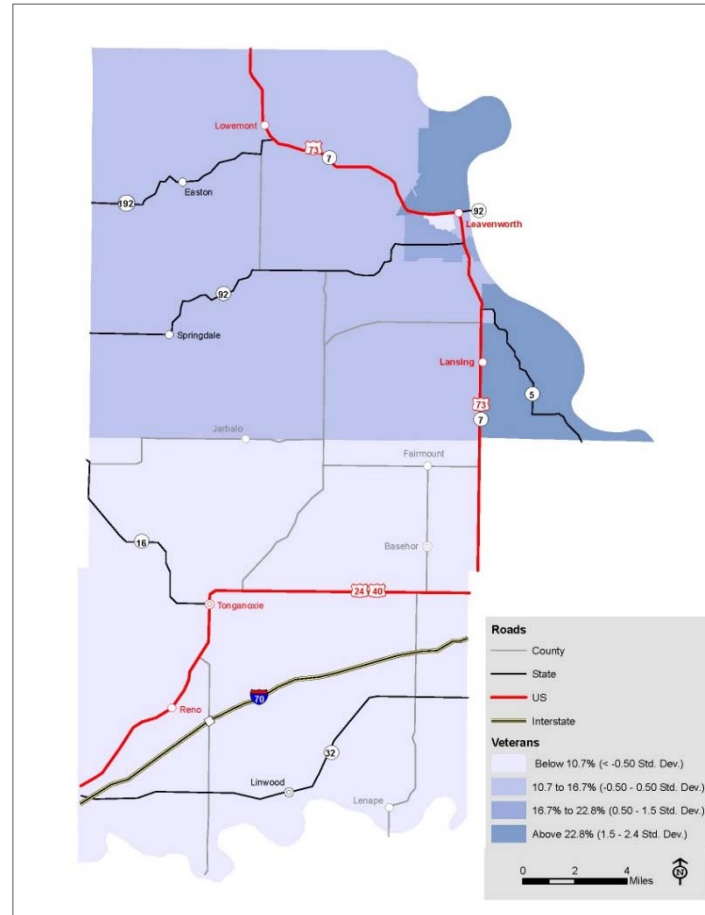 Lowemont
73
7
Easton
192
92
Leavenworth
92
Springdale
Lansing
5
73
7
Jarbalo
Fairmount
16
Basehor
24 40
Tonganoxie
Reno
70
32
Linwood
Lenape
Roads
County
State
US
Interstate
Veterans
Below 10.7% (< -0.50 Std. Dev.)
10.7 to 16.7% (-0.50 - 0.50 Std. Dev.)
16.7% to 22.8% (0.50 - 1.5 Std. Dev.)
Above 22.8% (1.5 - 2.4 Std. Dev.)
0 2 4
Miles
N